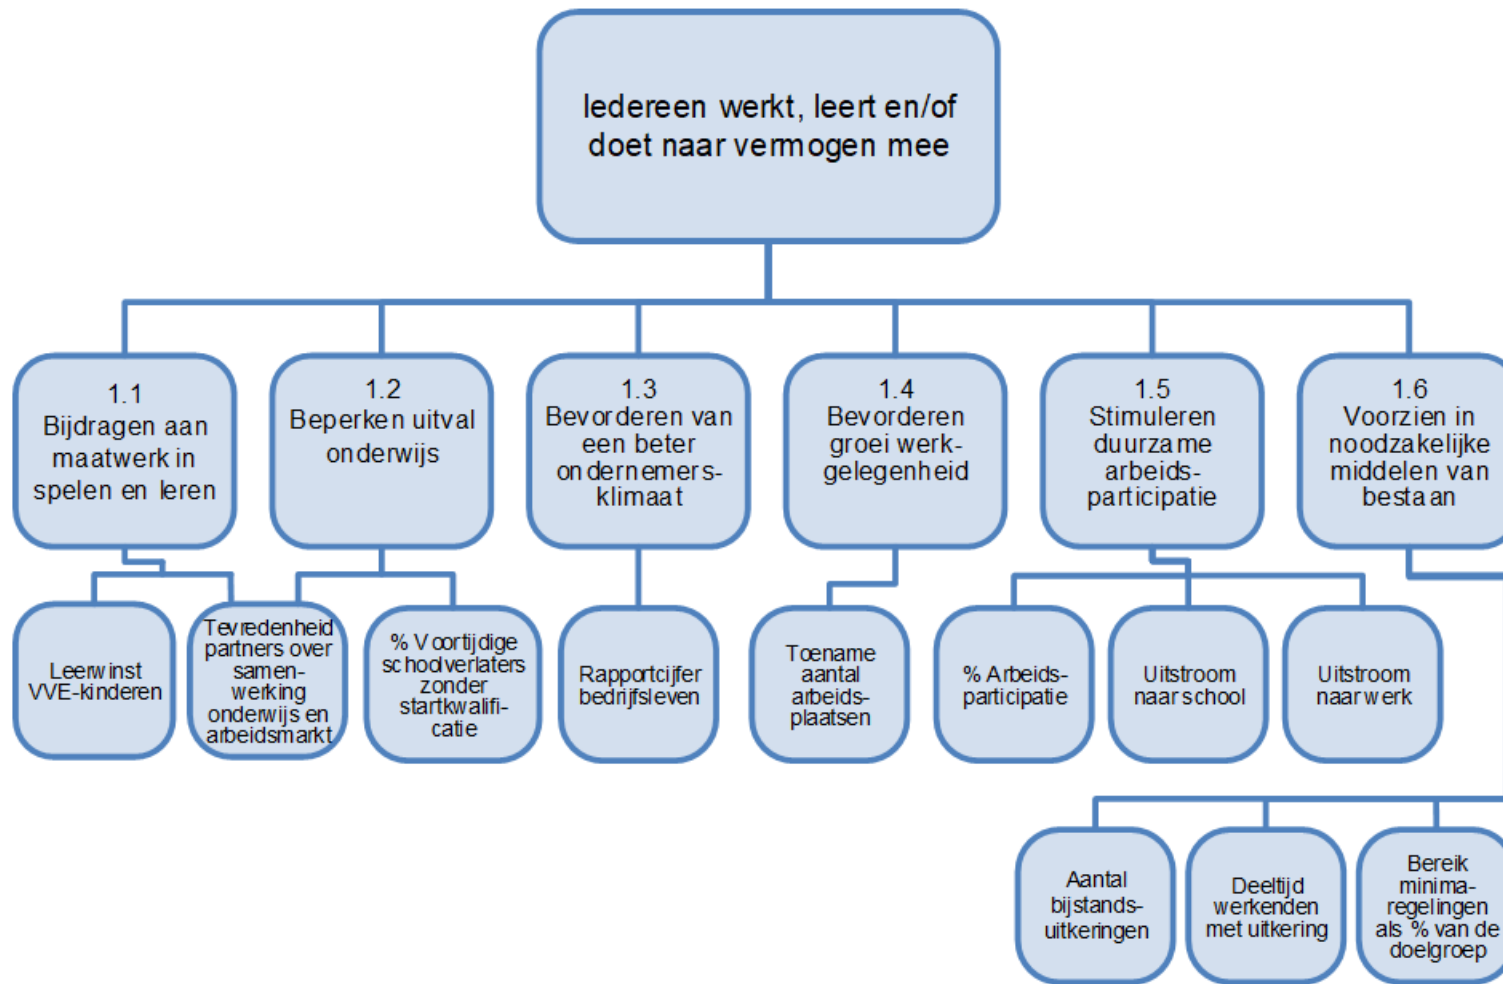 Iedereen werkt, leert en/of
doet naar vermogen mee
1.1
Bijdragen aan
maatwerk in
spelen en leren
1.2
Beperken uitval
onderwijs
1.3
Bevorderen van
een beter
ondernemers-
klimaat
1.4
Bevorderen
groei werk-
gelegenheid
1.5
Stimuleren
duurzame
arbeids-
participatie
1.6
Voorzien in
noodzakelijke
middelen van
bestaan
Leerwinst
VVE-kinderen
Tevredenheid
partners over
samen-
werking
onderwijs en
arbeidsmarkt
% Voortijdige
schoolverlaters
zonder
startkwalifi-
catie
Rapportcijfer
bedrijfsleven
Toename
aantal
arbeids-
plaatsen
% Arbeids-
participatie
Uitstroom
naar school
Uitstroom
naar werk
Aantal
bijstands-
uitkeringen
Deeltijd
werkenden
met uitkering
Bereik
minima-
regelingen
als % van de
doelgroep